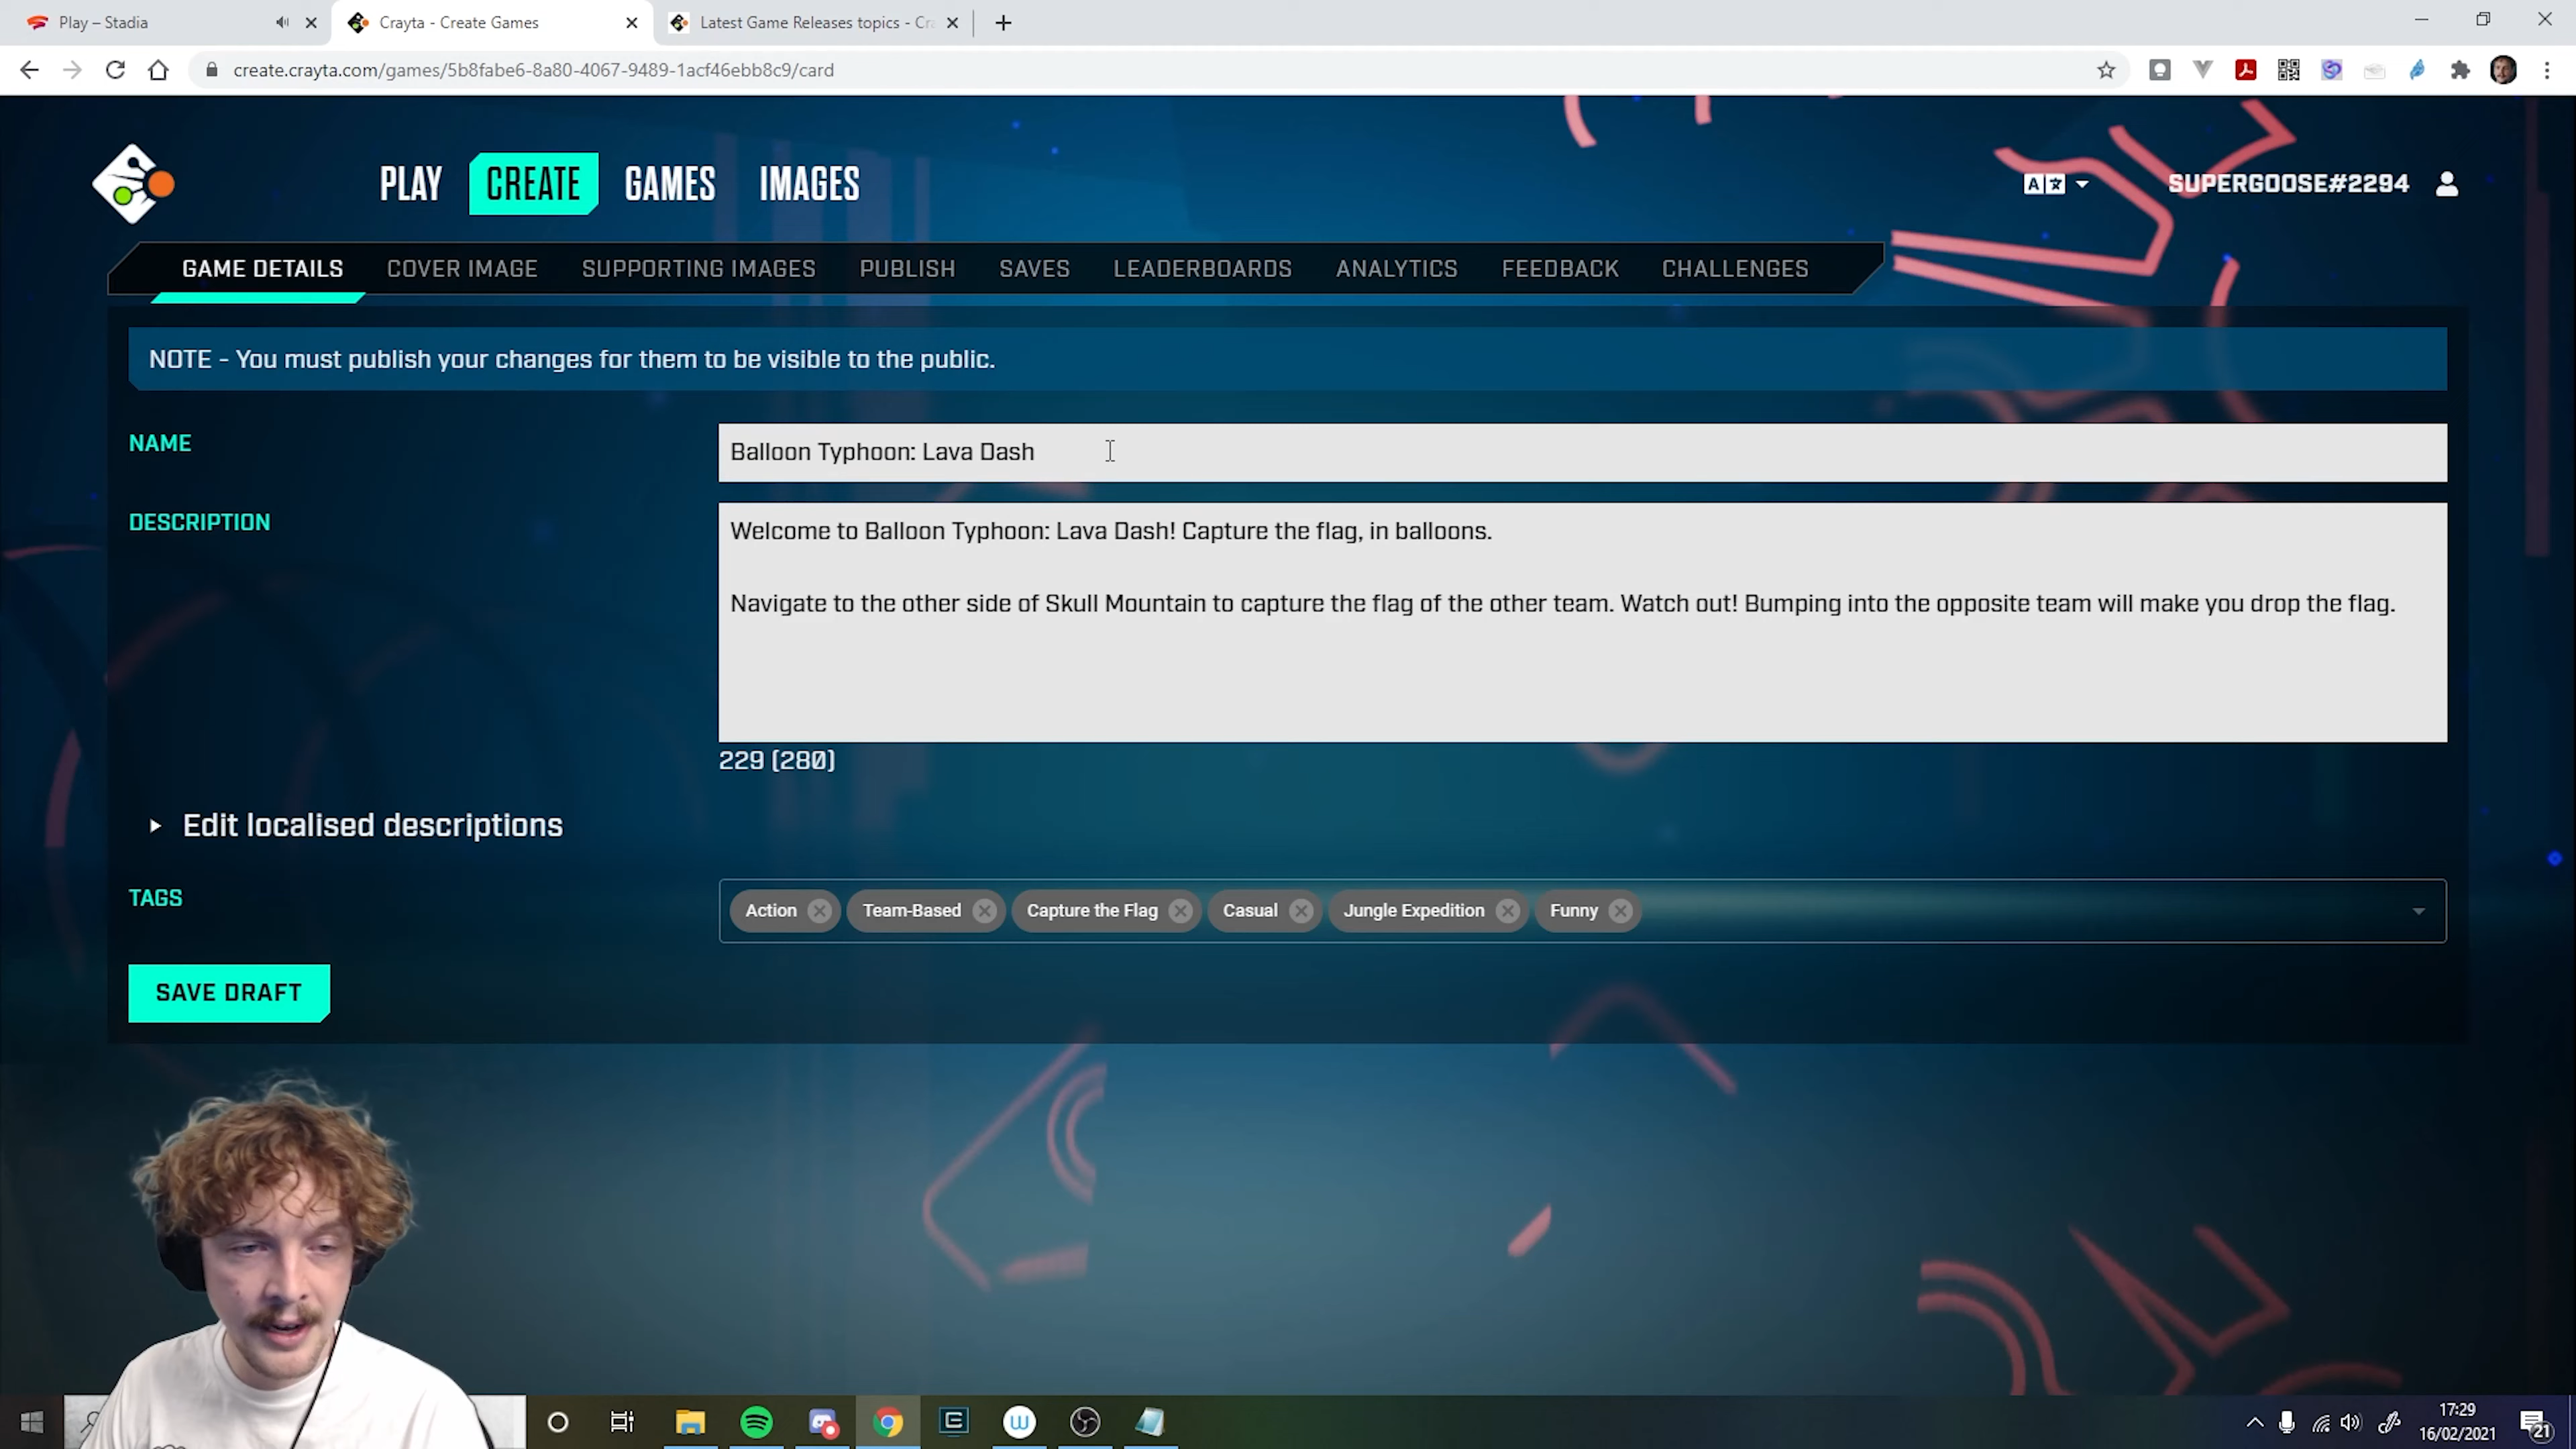 Play – Stadia
Crayta - Create Games
Latest Game Releases topics - Cr
create.crayta.com/games/5b8fabe6-8a80-4067-9489-1acf46ebb8c9/card
PLAY CREATE GAMES IMAGES
SUPERGOOSE#2294
GAME DETAILS COVER IMAGE SUPPORTING IMAGES PUBLISH SAVES LEADERBOARDS ANALYTICS FEEDBACK CHALLENGES
NOTE - You must publish your changes for them to be visible to the public.
NAME
Balloon Typhoon: Lava Dash
DESCRIPTION
Welcome to Balloon Typhoon: Lava Dash! Capture the flag, in balloons.
Navigate to the other side of Skull Mountain to capture the flag of the other team. Watch out! Bumping into the opposite team will make you drop the flag.
229 (280)
Edit localised descriptions
TAGS
Action Team-Based Capture the Flag Casual Jungle Expedition Funny
SAVE DRAFT
17:29
16/02/2021
21